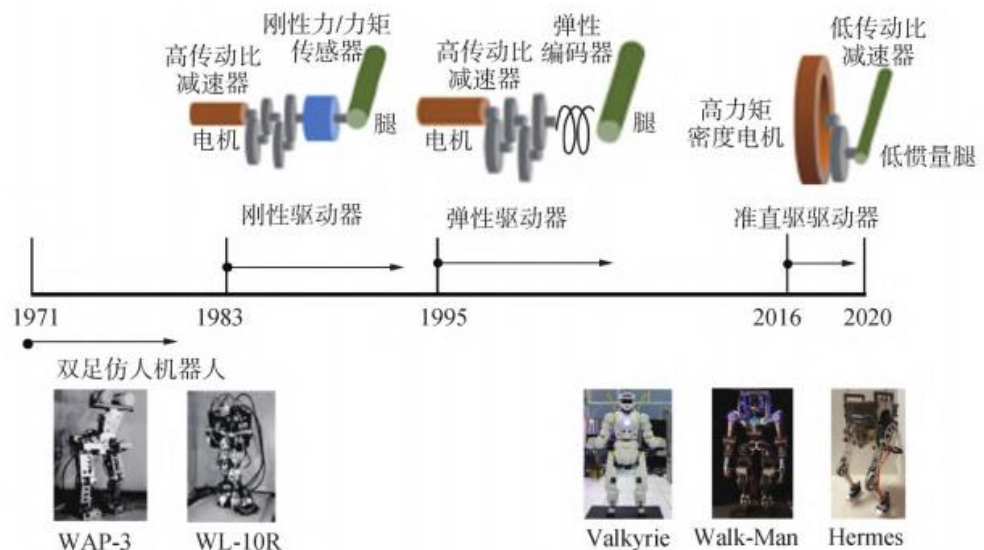 刚性力/力矩
传感器
高传动比
减速器
电机
腿
弹性
编码器
高传动比
减速器
电机
腿
低传动比
减速器
高力矩
密度电机
低惯量腿
刚性驱动器
弹性驱动器
准直驱驱动器
1971
1983
1995
2016
2020
双足仿人机器人
WAP-3
WL-10R
Valkyrie
Walk-Man
Hermes